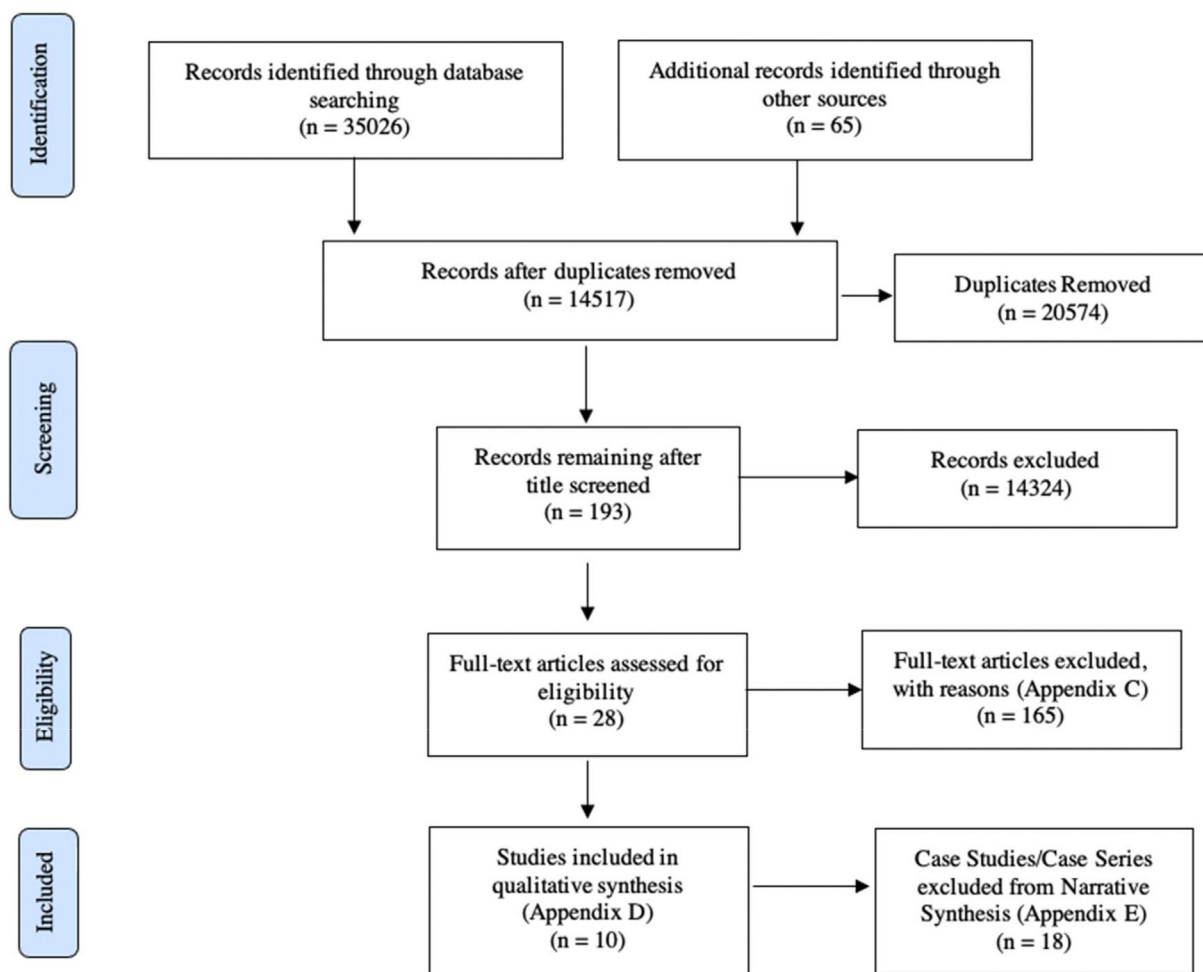 Identification
Records identified through database
searching
(n = 35026)
Additional records identified through
other sources
(n = 65)
Records after duplicates removed
(n = 14517)
Duplicates Removed
(n = 20574)
Screening
Records remaining after
title screened
(n = 193)
Records excluded
(n = 14324)
Eligibility
Full-text articles assessed for
eligibility
(n = 28)
Full-text articles excluded,
with reasons (Appendix C)
(n = 165)
Included
Studies included in
qualitative synthesis
(Appendix D)
(n = 10)
Case Studies/Case Series
excluded from Narrative
Synthesis (Appendix E)
(n = 18)